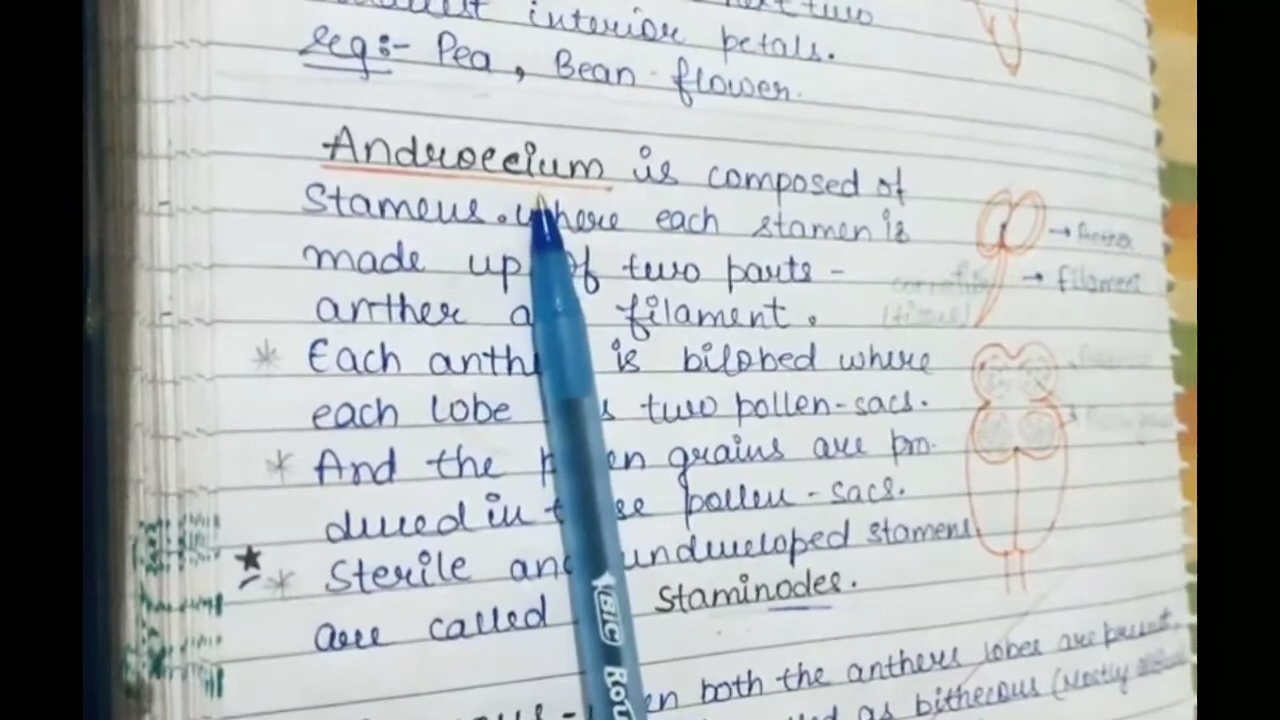 interior petals.
eg:- Pea, Bean flower.
Androecium is composed of
Stamens. where each stamen is
made up of two parts -
anther a filament.
→ filament
* Each anth is bilobed where
each lobe two pollen-sacs.
* And the p en grains are pro-
duced in t se pollen-sacs.
* Sterile and undeveloped stamens
are called Staminodes.
en both the anthers lobes are present,
as bithecous (Mostly
BIC